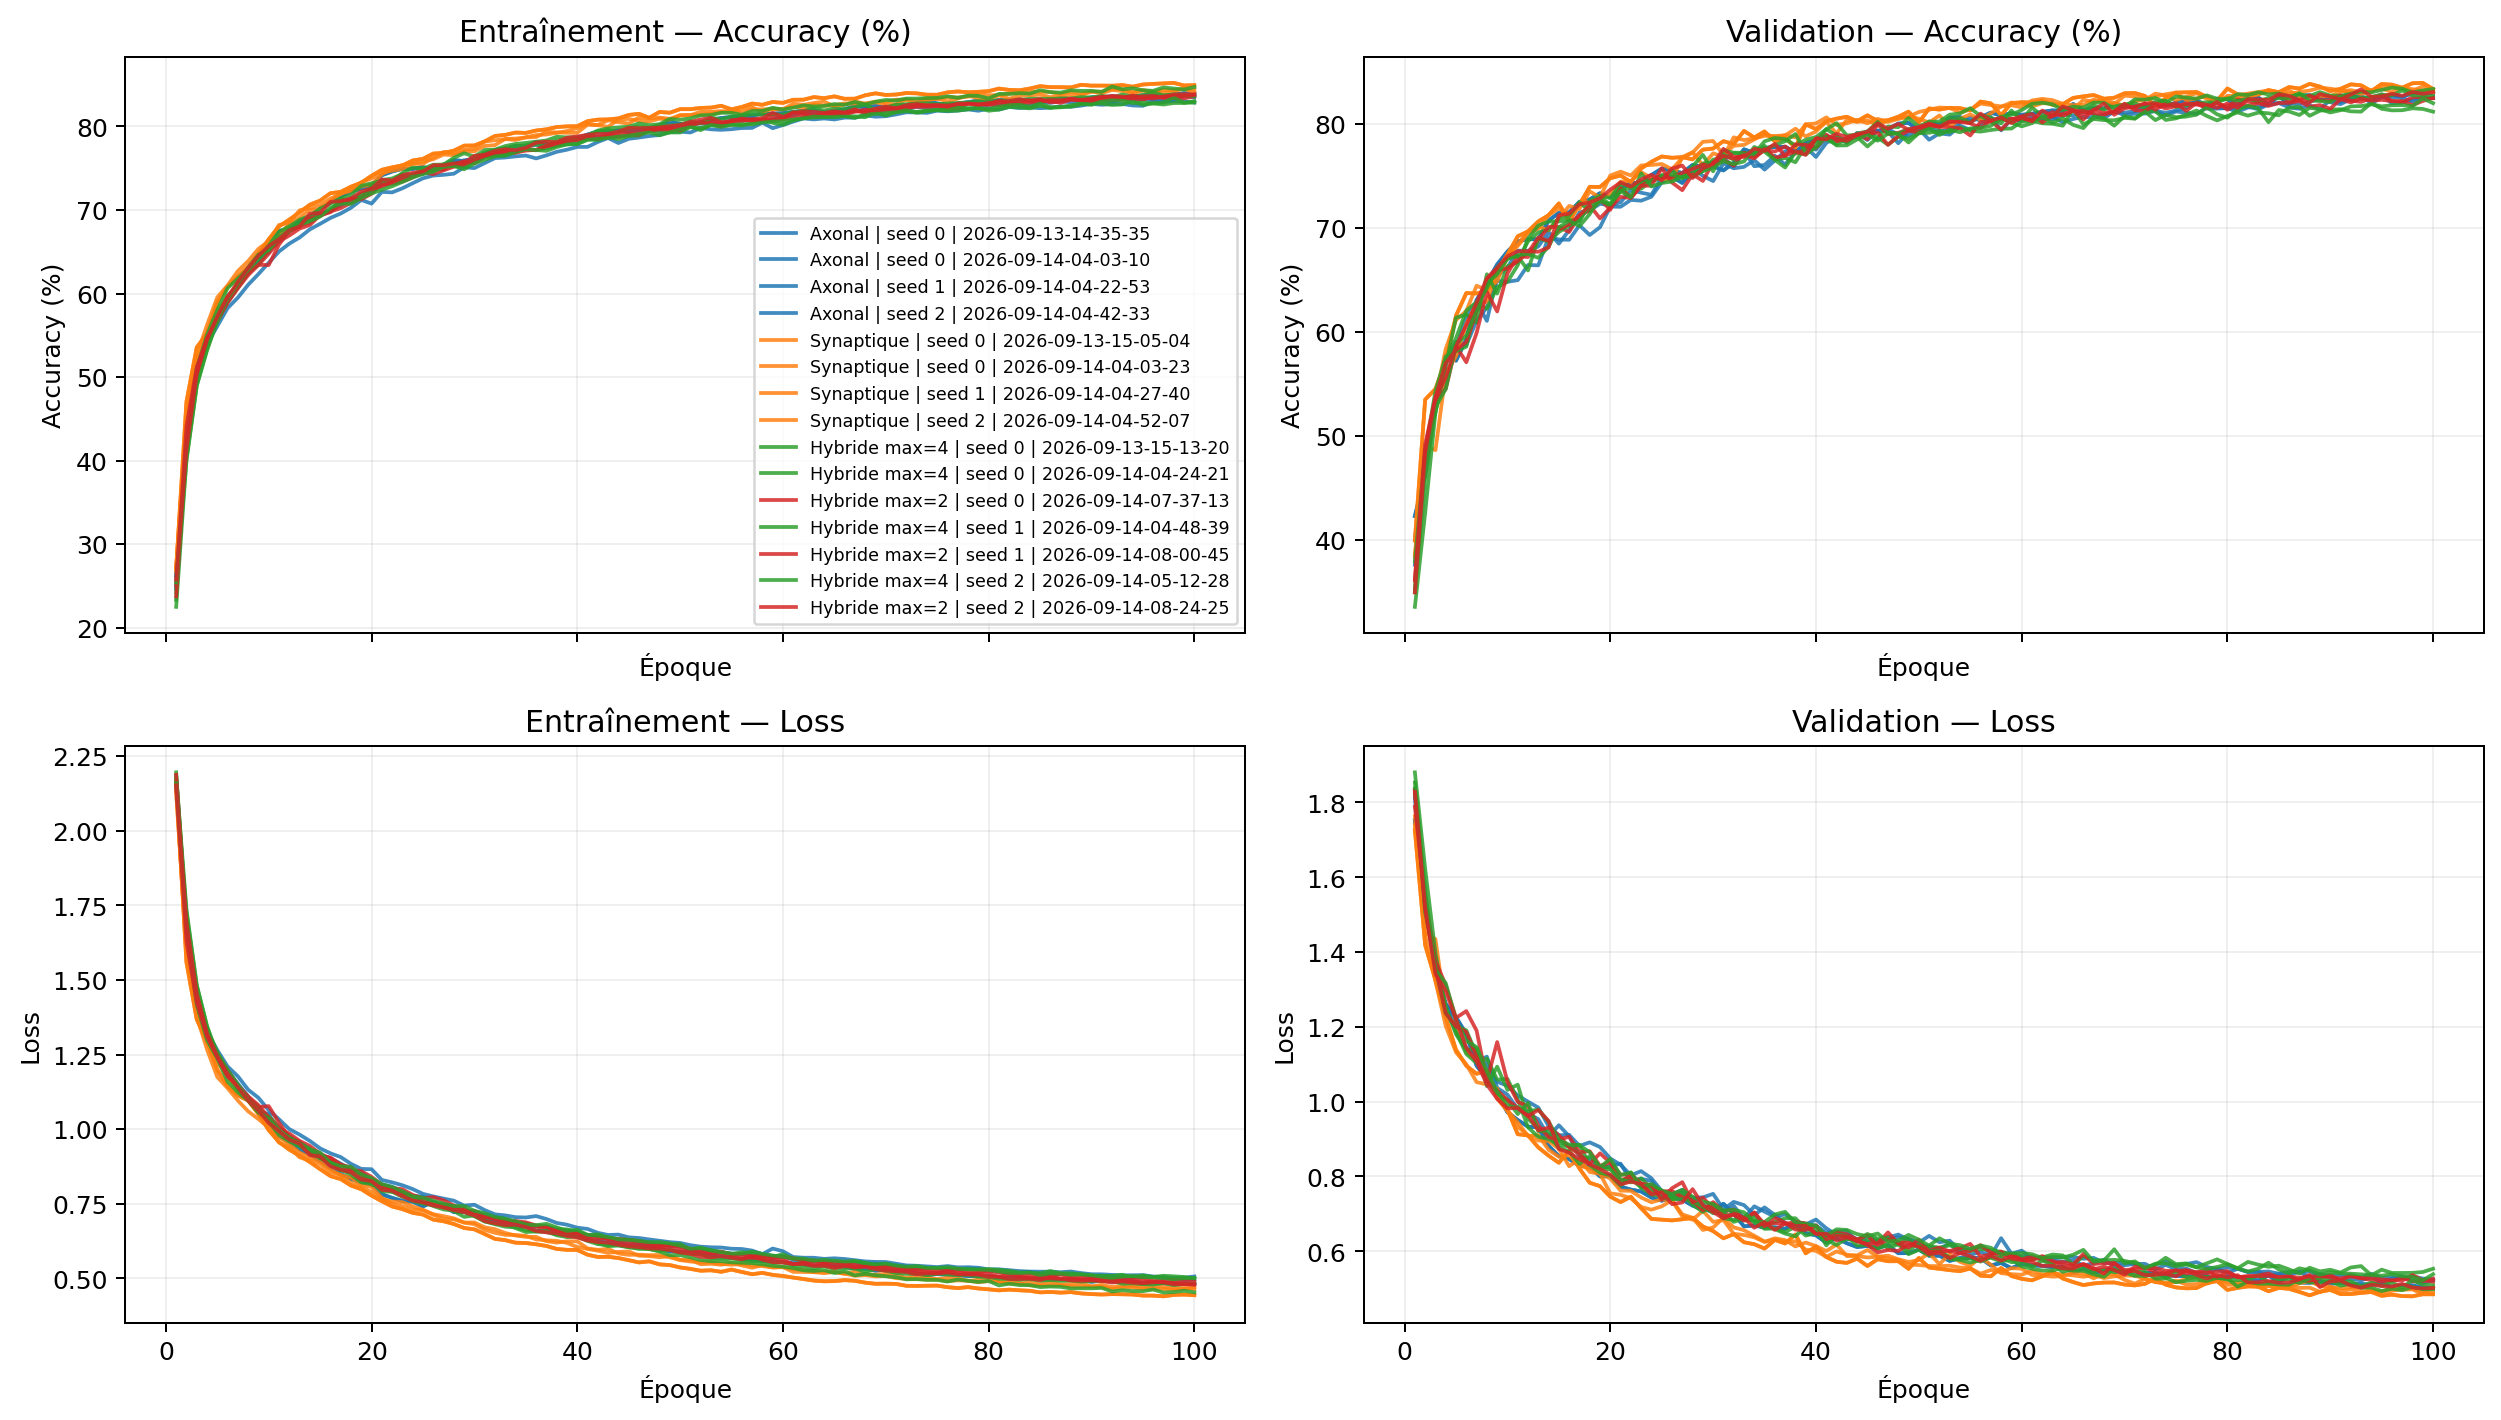 Entraînement — Accuracy (%)
Accuracy (%)
80
70
60
50
40
30
20
Axonal | seed 0 | 2026-09-13-14-35-35
Axonal | seed 0 | 2026-09-14-04-03-10
Axonal | seed 1 | 2026-09-14-04-22-53
Axonal | seed 2 | 2026-09-14-04-42-33
Synaptique | seed 0 | 2026-09-13-15-05-04
Synaptique | seed 0 | 2026-09-14-04-03-23
Synaptique | seed 1 | 2026-09-14-04-27-40
Synaptique | seed 2 | 2026-09-14-04-52-07
Hybride max=4 | seed 0 | 2026-09-13-15-13-20
Hybride max=4 | seed 0 | 2026-09-14-04-24-21
Hybride max=2 | seed 0 | 2026-09-14-07-37-13
Hybride max=4 | seed 1 | 2026-09-14-04-48-39
Hybride max=2 | seed 1 | 2026-09-14-08-00-45
Hybride max=4 | seed 2 | 2026-09-14-05-12-28
Hybride max=2 | seed 2 | 2026-09-14-08-24-25
Époque
Validation — Accuracy (%)
Accuracy (%)
80
70
60
50
40
Époque
Entraînement — Loss
Loss
2.25
2.00
1.75
1.50
1.25
1.00
0.75
0.50
0 20 40 60 80 100
Époque
Validation — Loss
Loss
1.8
1.6
1.4
1.2
1.0
0.8
0.6
0 20 40 60 80 100
Époque